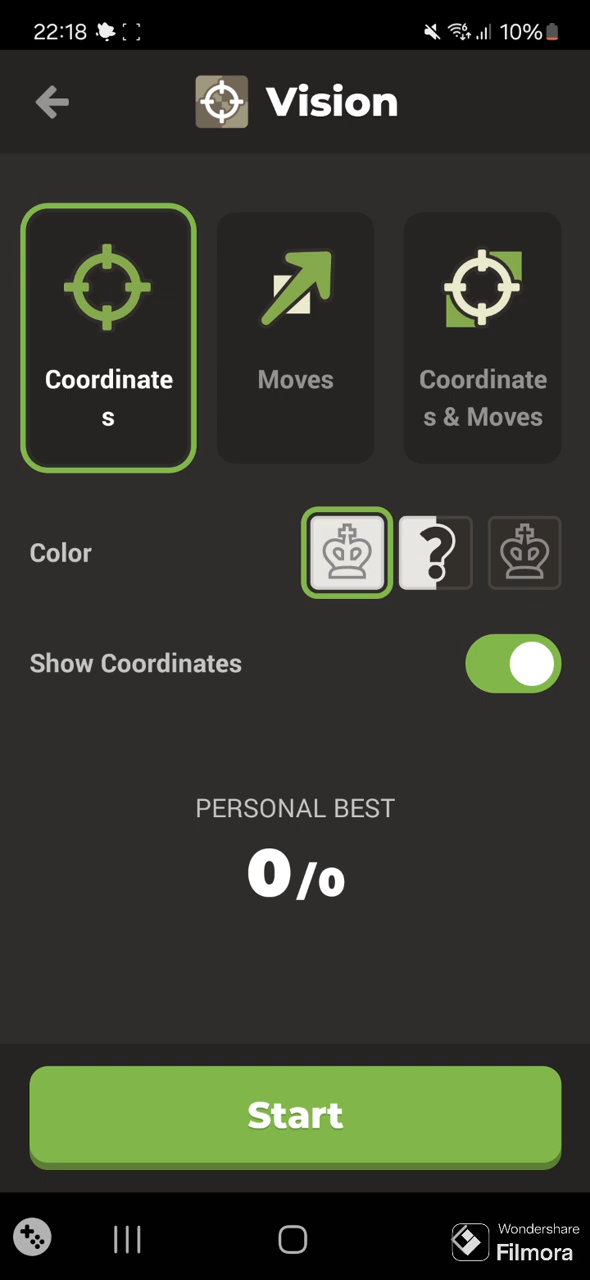 22:18
10%
Vision
Coordinate
s
Moves
Coordinate
s & Moves
Color
?
Show Coordinates
PERSONAL BEST
0/0
Start
Wondershare
Filmora